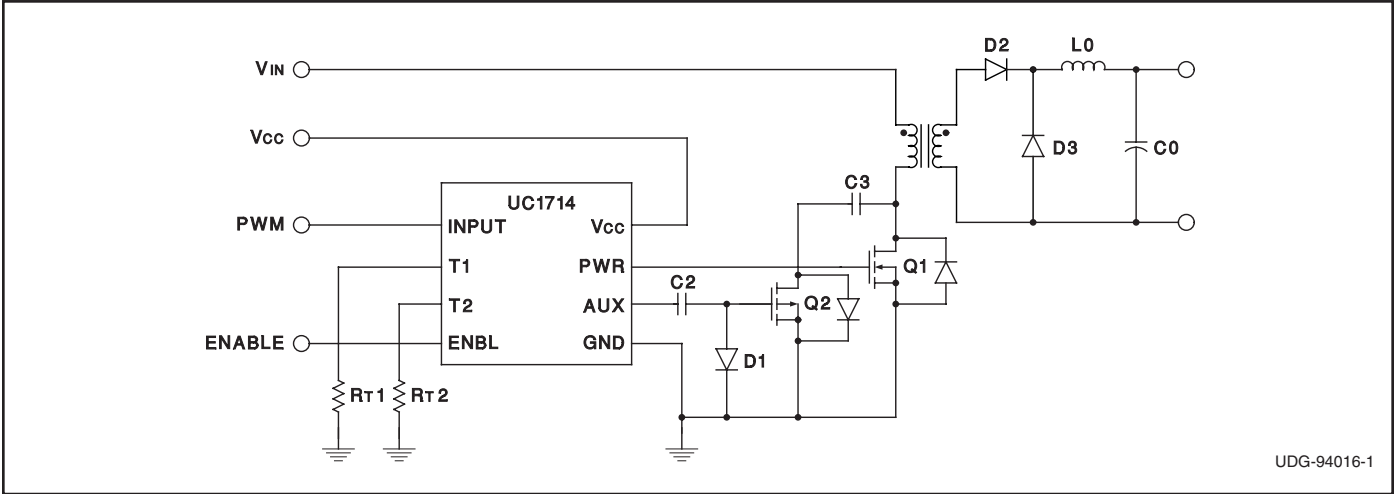 VIN
VCC
PWM
ENABLE
UC1714
INPUT
T1
T2
ENBL
VCC
PWR
AUX
GND
RT1
RT2
C2
D1
Q2
C3
Q1
D2
L0
D3
C0
UDG-94016-1